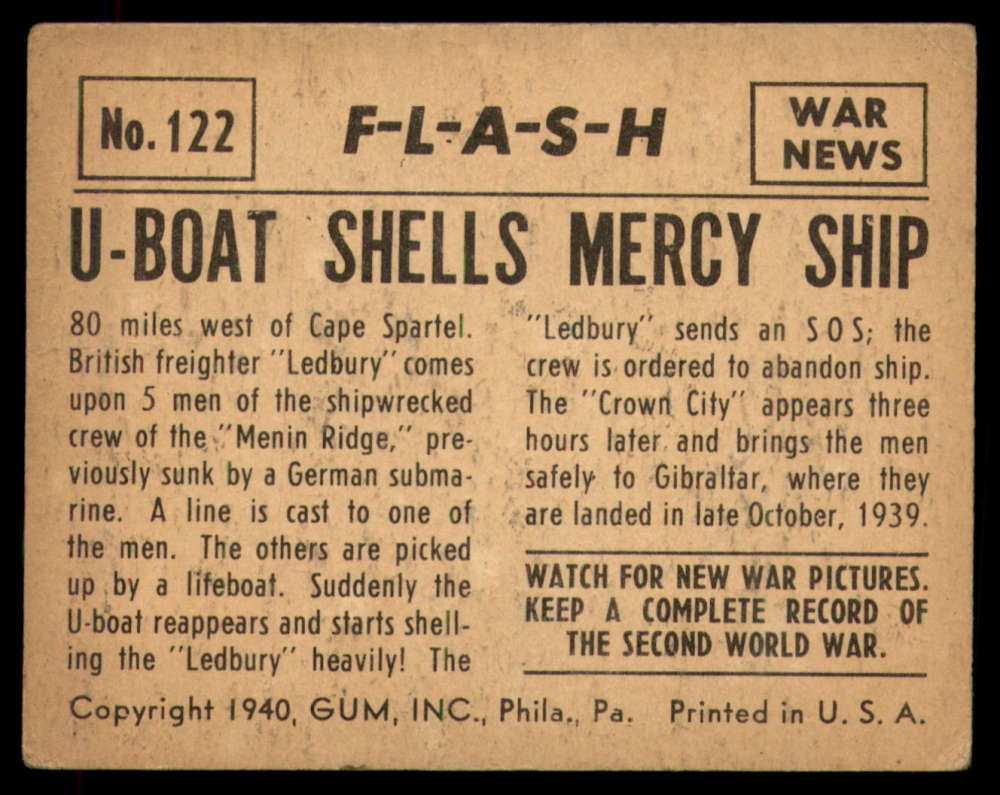 No. 122
F-L-A-S-H
WAR
NEWS
U-BOAT SHELLS MERCY SHIP
80 miles west of Cape Spartel.
British freighter "Ledbury" comes
upon 5 men of the shipwrecked
crew of the "Menin Ridge," pre-
viously sunk by a German subma-
rine. A line is cast to one of
the men. The others are picked
up by a lifeboat. Suddenly the
U-boat reappears and starts shell-
ing the "Ledbury" heavily! The
"Ledbury" sends an S O S; the
crew is ordered to abandon ship.
The "Crown City" appears three
hours later and brings the men
safely to Gibraltar, where they
are landed in late October, 1939.
WATCH FOR NEW WAR PICTURES.
KEEP A COMPLETE RECORD OF
THE SECOND WORLD WAR.
Copyright 1940, GUM, INC., Phila., Pa. Printed in U. S. A.